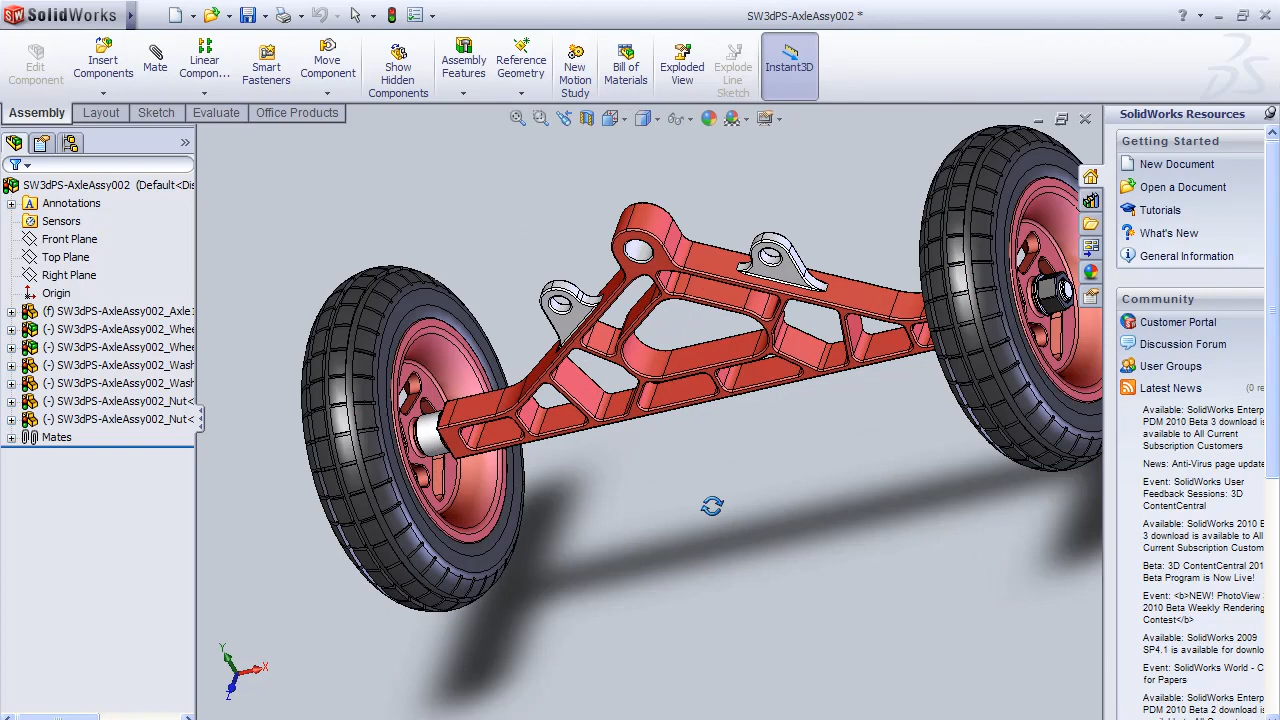 SolidWorks
SW3dPS-AxleAssy002 *
Edit Component
Insert Components
Mate
Linear Compon...
Smart Fasteners
Move Component
Show Hidden Components
Assembly Features
Reference Geometry
New Motion Study
Bill of Materials
Exploded View
Explode Line Sketch
Instant3D
Assembly
Layout
Sketch
Evaluate
Office Products
SW3dPS-AxleAssy002 (Default<Dis
Annotations
Sensors
Front Plane
Top Plane
Right Plane
Origin
(f) SW3dPS-AxleAssy002_Axle
(-) SW3dPS-AxleAssy002_Whee
(-) SW3dPS-AxleAssy002_Whee
(-) SW3dPS-AxleAssy002_Wash
(-) SW3dPS-AxleAssy002_Wash
(-) SW3dPS-AxleAssy002_Nut<
(-) SW3dPS-AxleAssy002_Nut<
Mates
Y
X
Z
SolidWorks Resources
Getting Started
New Document
Open a Document
Tutorials
What's New
General Information
Community
Customer Portal
Discussion Forum
User Groups
Latest News (0 re
Available: SolidWorks Enterp
PDM 2010 Beta 3 download is
available to All Current
Subscription Customers
News: Anti-Virus page update
Event: SolidWorks User
Feedback Sessions: 3D
ContentCentral
Available: SolidWorks 2010 B
3 download is available to All
Current Subscription Custom
Beta: 3D ContentCentral 201
Beta Program is Now Live!
Event: <b>NEW! PhotoView
2010 Beta Weekly Rendering
Contest</b>
Available: SolidWorks 2009
SP4.1 is available for downlo
Event: SolidWorks World - C
for Papers
Available: SolidWorks Enterp
PDM 2010 Beta 2 download is